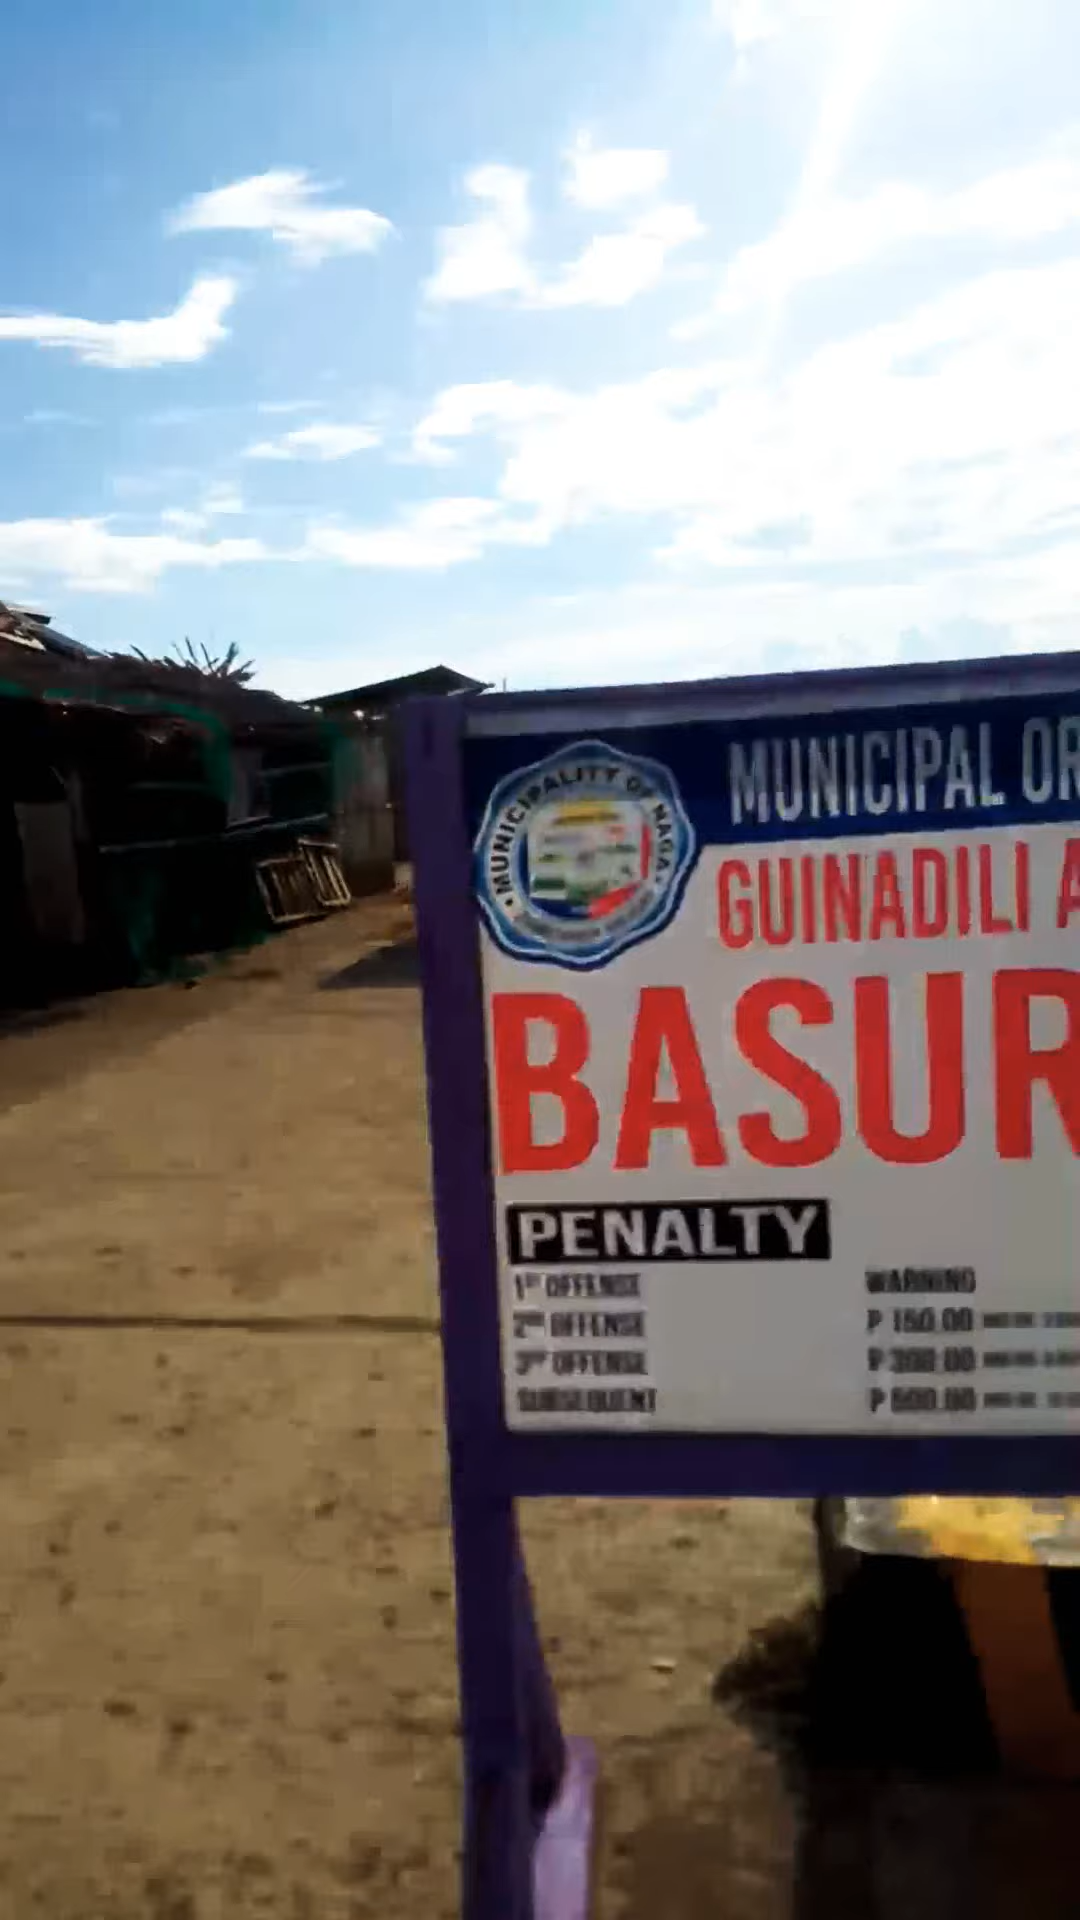 MUNICIPALITY OF NAGA
MUNICIPAL OR
GUINADILI A
BASUR
PENALTY
1ST OFFENSE WARNING
2ND OFFENSE ₱ 150.00
3RD OFFENSE ₱ 300.00
SUBSEQUENT ₱ 500.00